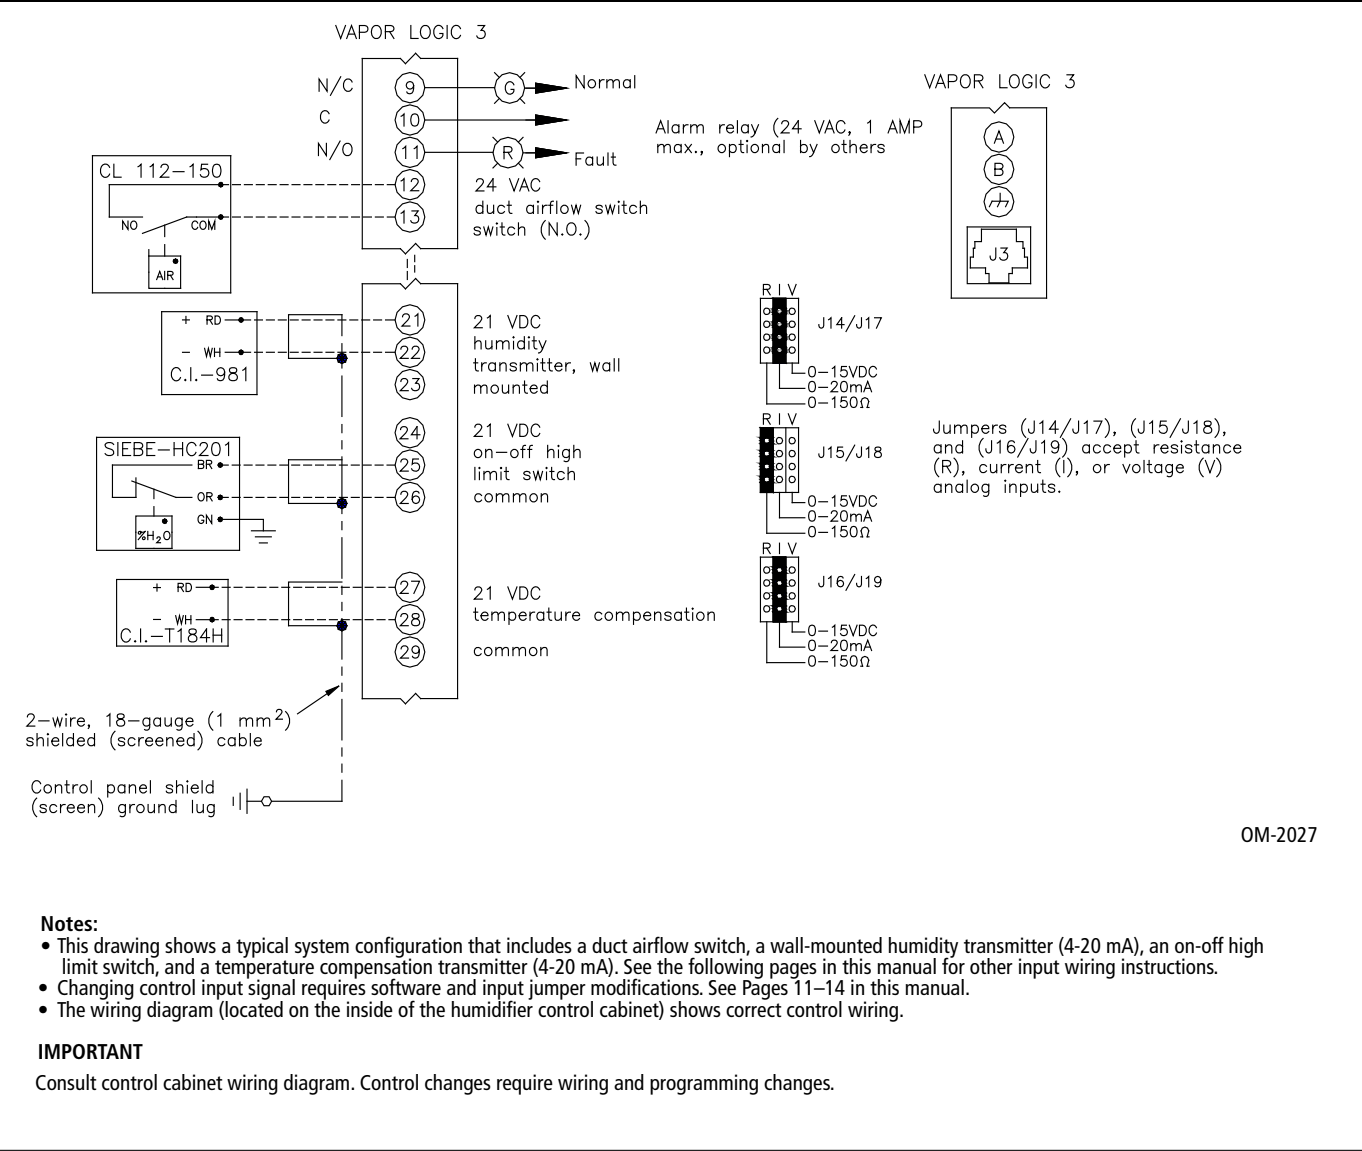 VAPOR LOGIC 3
N/C
9
G
Normal
C
10
N/O
11
R
Fault
Alarm relay (24 VAC, 1 AMP
max., optional by others
CL 112-150
NO
COM
AIR
12
13
24 VAC
duct airflow switch
switch (N.O.)
VAPOR LOGIC 3
A
B
J3
+ RD
- WH
C.I.-981
21
22
23
21 VDC
humidity
transmitter, wall
mounted
R I V
J14/J17
0-15VDC
0-20mA
0-150Ω
SIEBE-HC201
BR
OR
GN
%H2O
24
25
26
21 VDC
on-off high
limit switch
common
R I V
J15/J18
0-15VDC
0-20mA
0-150Ω
Jumpers (J14/J17), (J15/J18),
and (J16/J19) accept resistance
(R), current (I), or voltage (V)
analog inputs.
+ RD
- WH
C.I.-T184H
27
28
29
21 VDC
temperature compensation
common
R I V
J16/J19
0-15VDC
0-20mA
0-150Ω
2-wire, 18-gauge (1 mm2)
shielded (screened) cable
Control panel shield
(screen) ground lug
OM-2027
Notes:
• This drawing shows a typical system configuration that includes a duct airflow switch, a wall-mounted humidity transmitter (4-20 mA), an on-off high
limit switch, and a temperature compensation transmitter (4-20 mA). See the following pages in this manual for other input wiring instructions.
• Changing control input signal requires software and input jumper modifications. See Pages 11–14 in this manual.
• The wiring diagram (located on the inside of the humidifier control cabinet) shows correct control wiring.
IMPORTANT
Consult control cabinet wiring diagram. Control changes require wiring and programming changes.